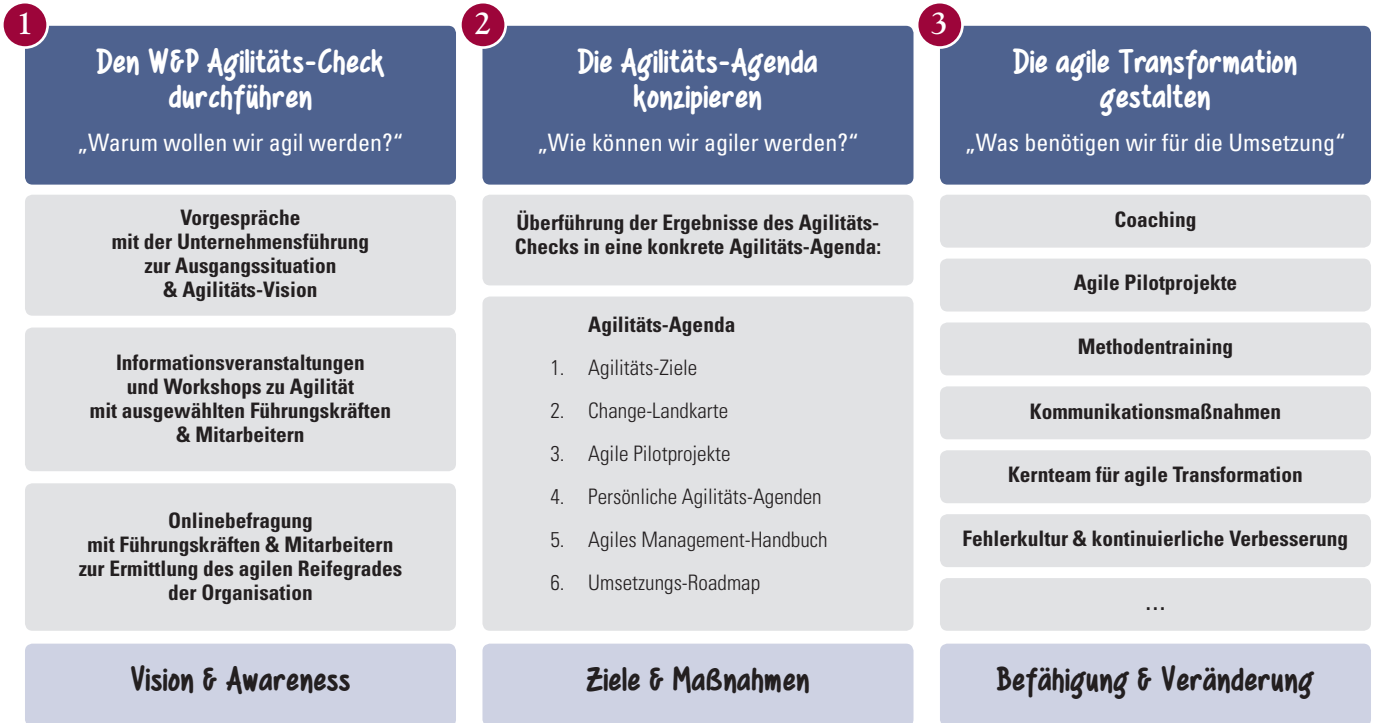 1
Den W&P Agilitäts-Check
durchführen
„Warum wollen wir agil werden?“
Vorgespräche
mit der Unternehmensführung
zur Ausgangssituation
& Agilitäts-Vision
Informationsveranstaltungen
und Workshops zu Agilität
mit ausgewählten Führungskräften
& Mitarbeitern
Onlinebefragung
mit Führungskräften & Mitarbeitern
zur Ermittlung des agilen Reifegrades
der Organisation
Vision & Awareness
2
Die Agilitäts-Agenda
konzipieren
„Wie können wir agiler werden?“
Überführung der Ergebnisse des Agilitäts-
Checks in eine konkrete Agilitäts-Agenda:
Agilitäts-Agenda
1. Agilitäts-Ziele
2. Change-Landkarte
3. Agile Pilotprojekte
4. Persönliche Agilitäts-Agenden
5. Agiles Management-Handbuch
6. Umsetzungs-Roadmap
Ziele & Maßnahmen
3
Die agile Transformation
gestalten
„Was benötigen wir für die Umsetzung“
Coaching
Agile Pilotprojekte
Methodentraining
Kommunikationsmaßnahmen
Kernteam für agile Transformation
Fehlerkultur & kontinuierliche Verbesserung
…
Befähigung & Veränderung